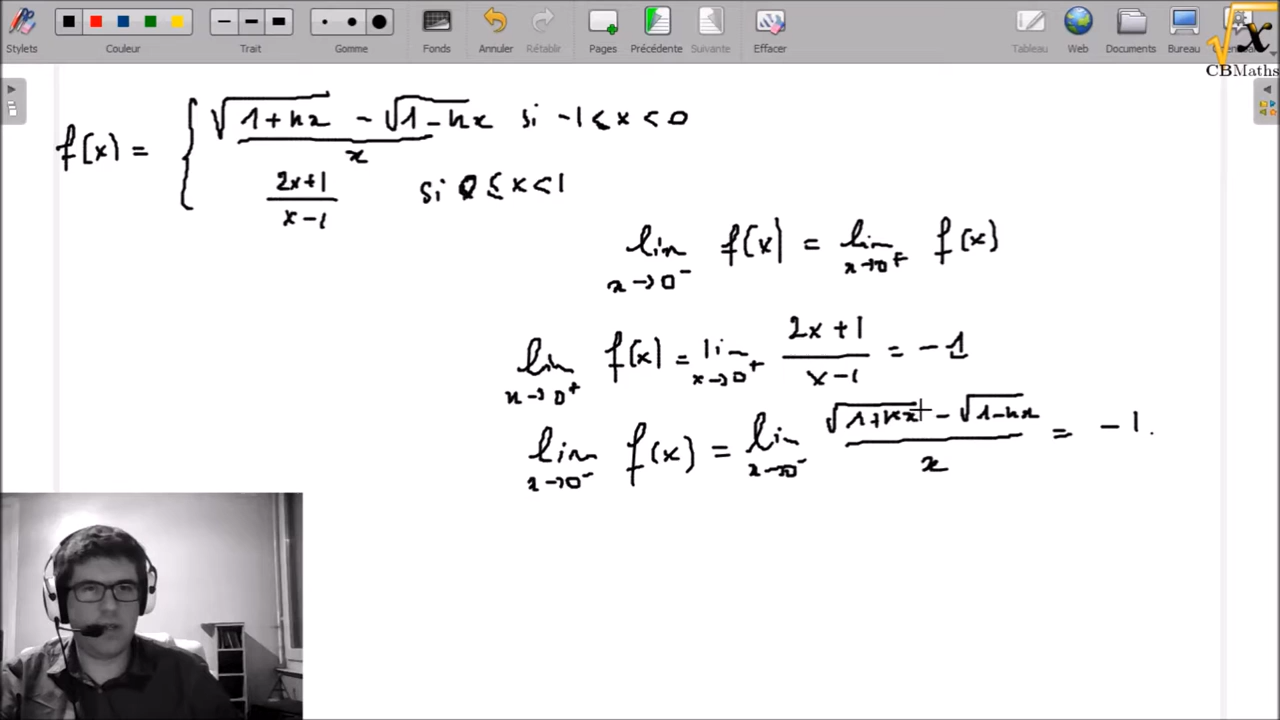 Stylets Couleur Trait Gomme Fonds Annuler Rétablir Pages Précédente Suivante Effacer Tableau Web Documents Bureau
CBMaths
f(x) = { (√(1+kx) - √(1-kx))/x si -1 ≤ x < 0
(2x+1)/(x-1) si 0 ≤ x < 1
lim x→0⁻ f(x) = lim x→0⁺ f(x)
lim x→0⁺ f(x) = lim x→0⁺ (2x+1)/(x-1) = -1
lim x→0⁻ f(x) = lim x→0⁻ (√(1+kx) - √(1-kx))/x = -1.